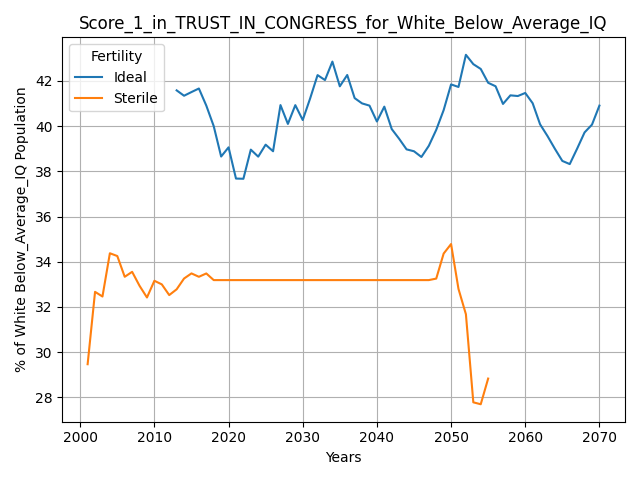 Score_1_in_TRUST_IN_CONGRESS_for_White_Below_Average_IQ
Fertility
Ideal
Sterile
% of White Below_Average_IQ Population
42
40
38
36
34
32
30
28
2000 2010 2020 2030 2040 2050 2060 2070
Years